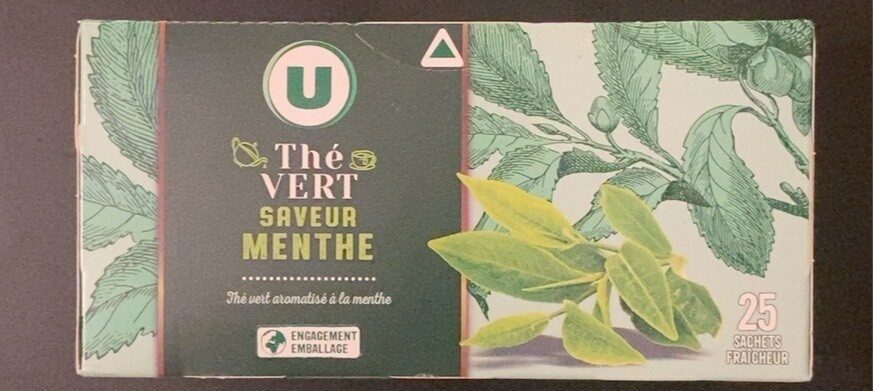 U
Thé
VERT
SAVEUR
MENTHE
Thé vert aromatisé à la menthe
ENGAGEMENT
EMBALLAGE
25
SACHETS
FRAÎCHEUR